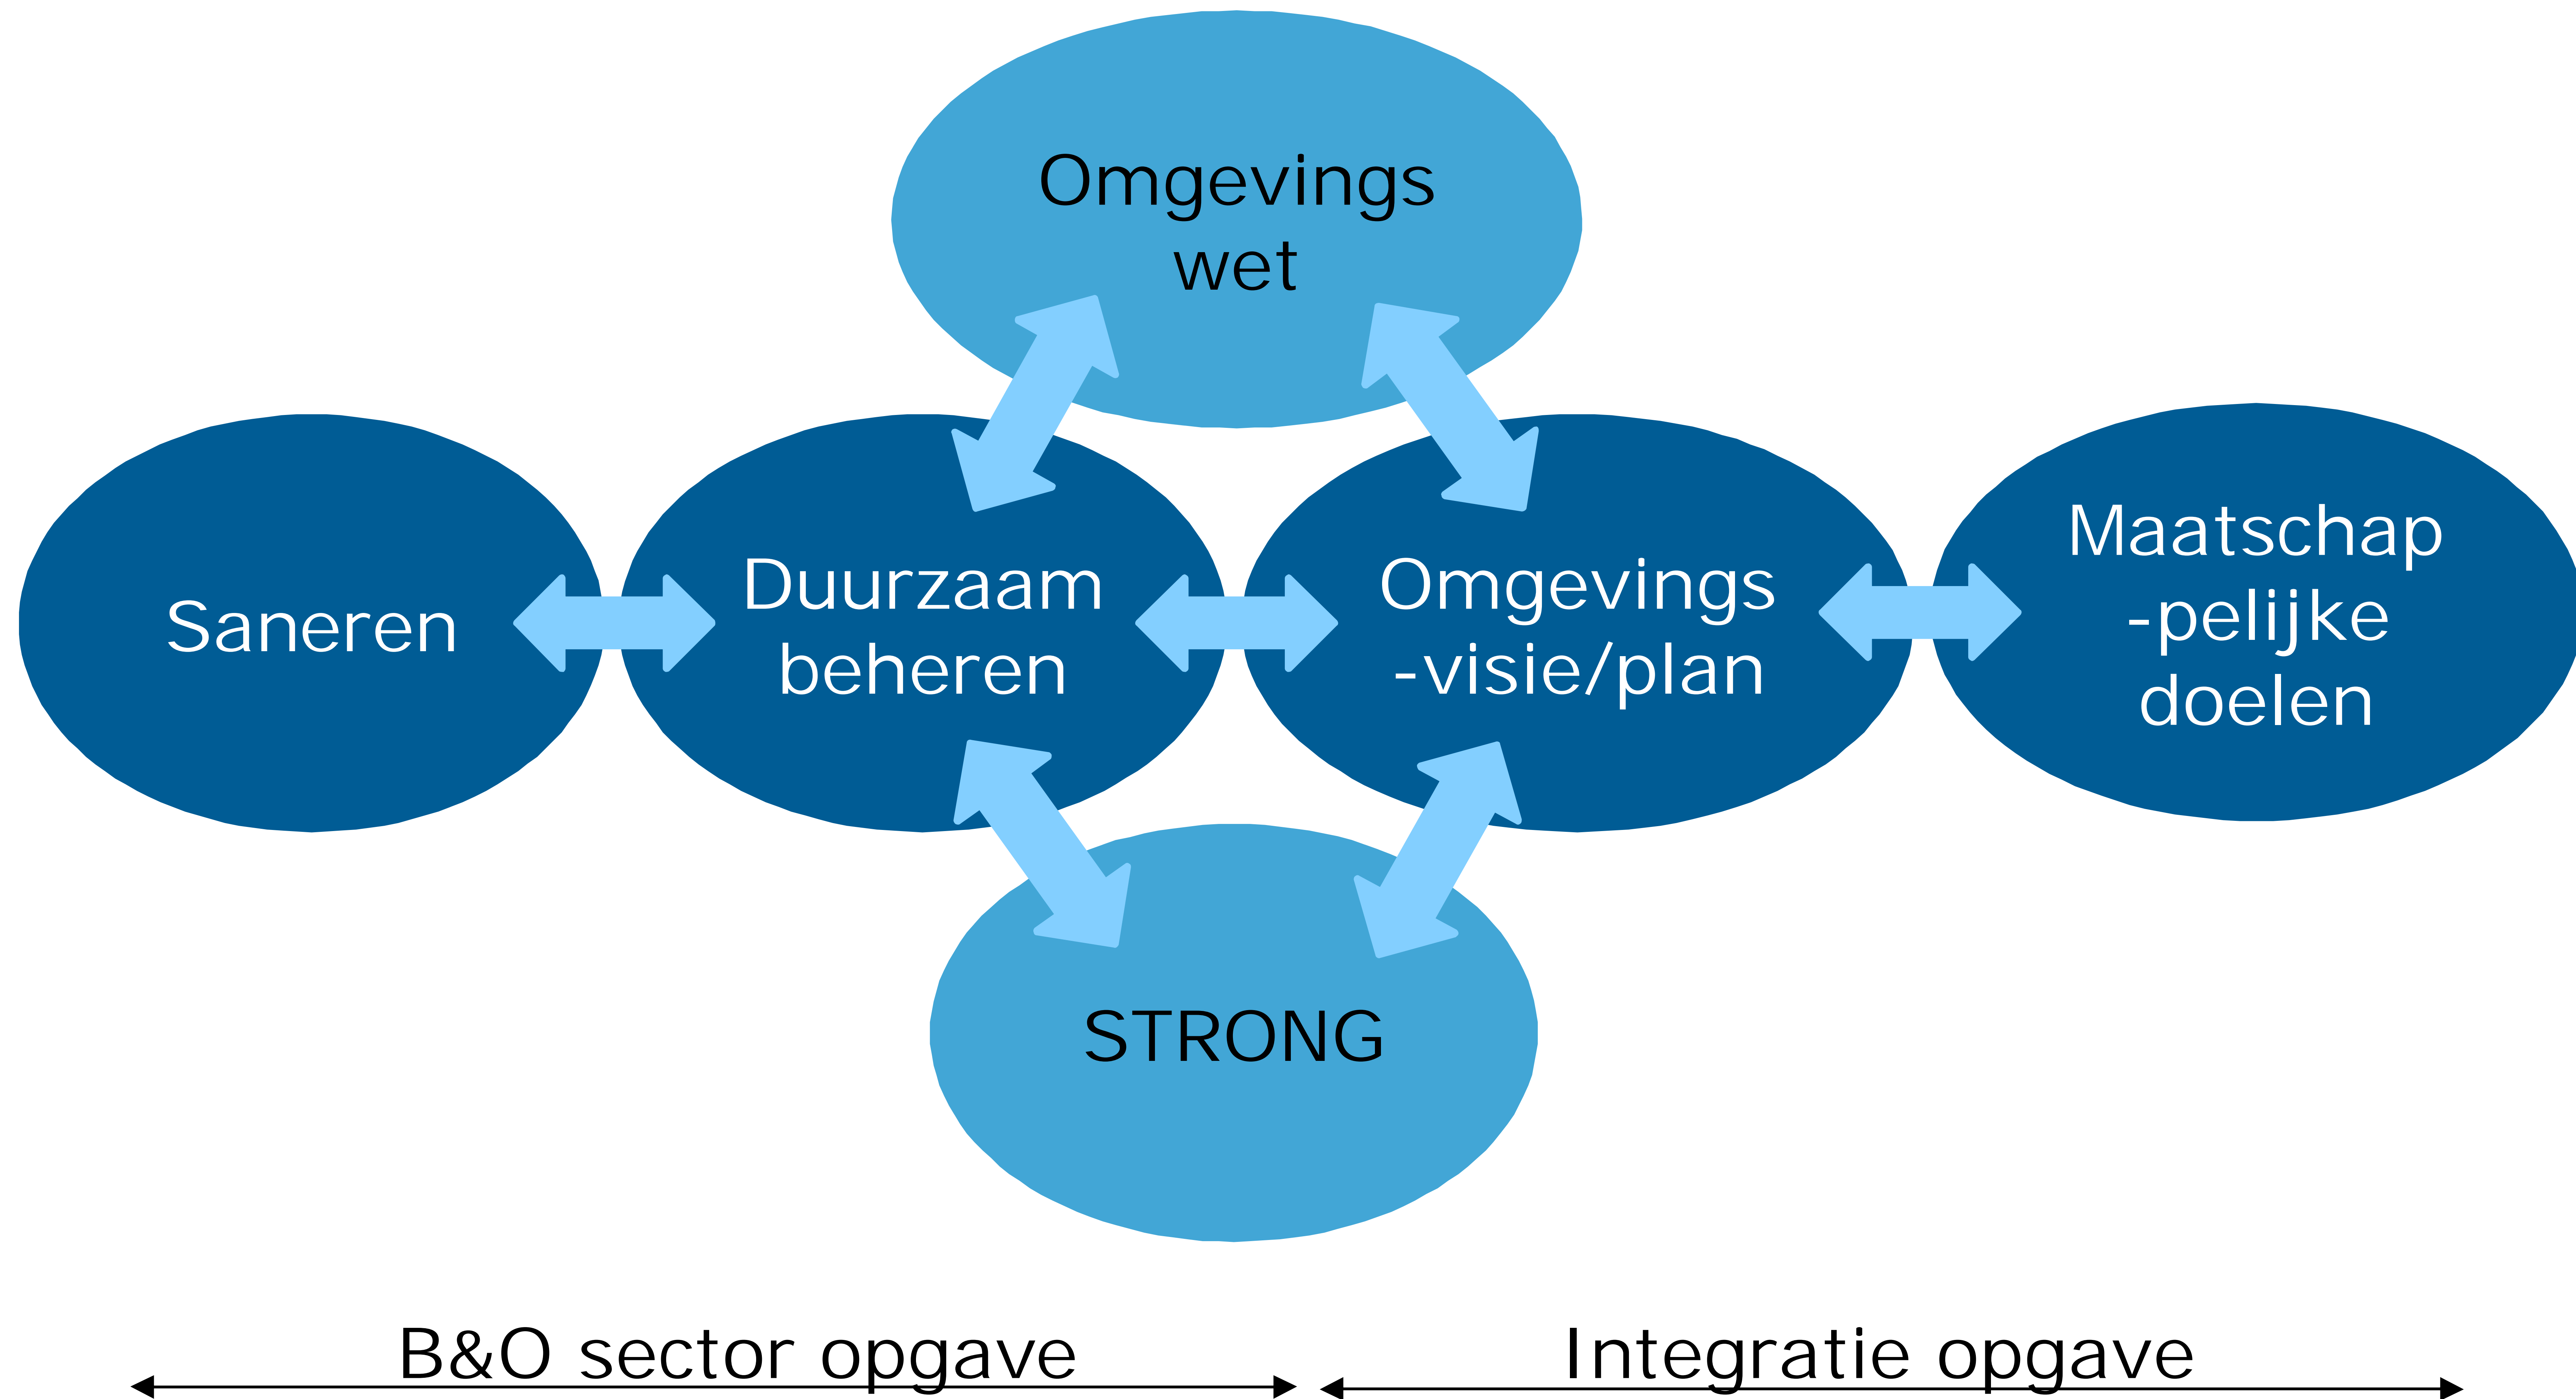 Omgevings
wet
Saneren
Duurzaam
beheren
Omgevings
-visie/plan
Maatschap
-pelijke
doelen
STRONG
B&O sector opgave
Integratie opgave